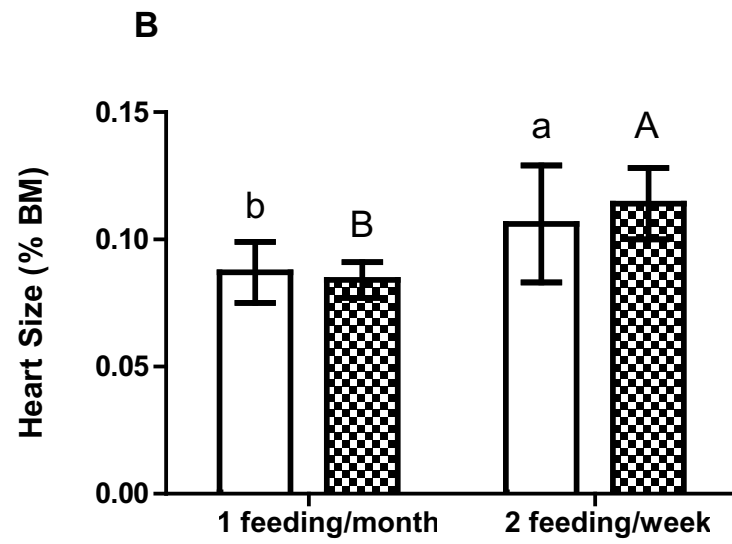 B
Heart Size (% BM)
0.15
0.10
0.05
0.00
b
B
a
A
1 feeding/month
2 feeding/week